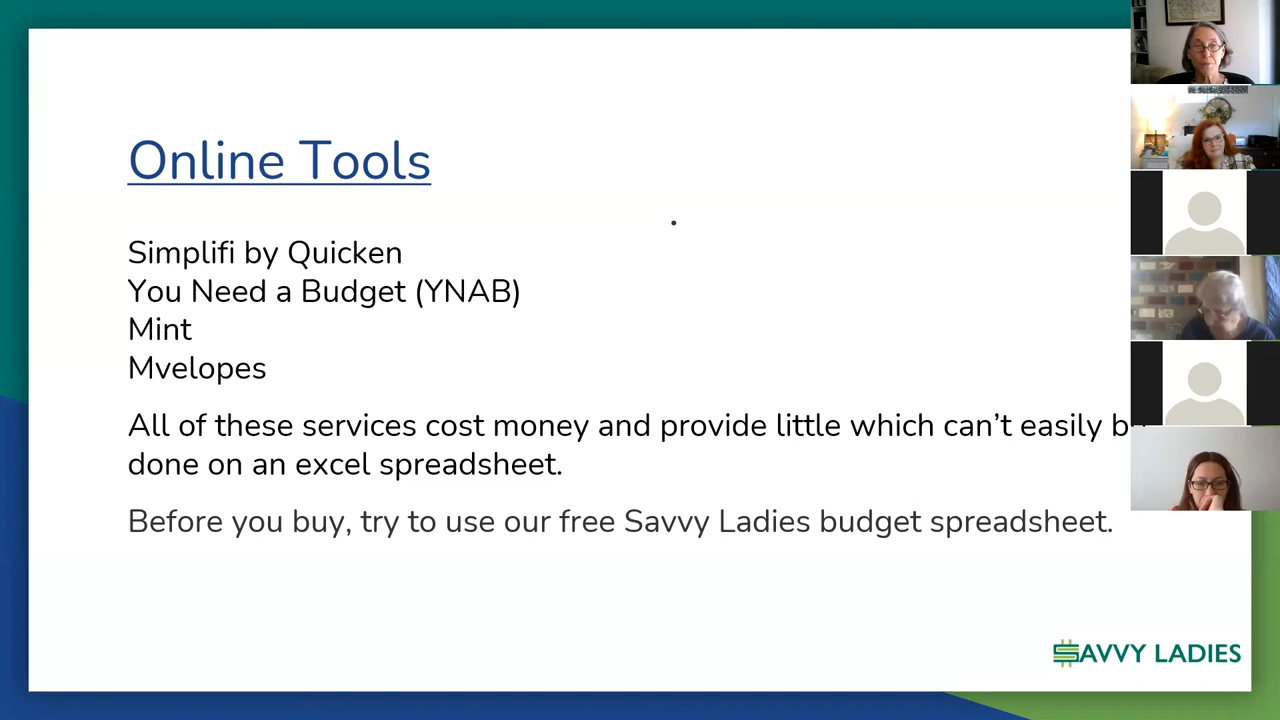 Online Tools
Simplifi by Quicken
You Need a Budget (YNAB)
Mint
Mvelopes
All of these services cost money and provide little which can’t easily
done on an excel spreadsheet.
Before you buy, try to use our free Savvy Ladies budget spreadsheet.
SAVVY LADIES